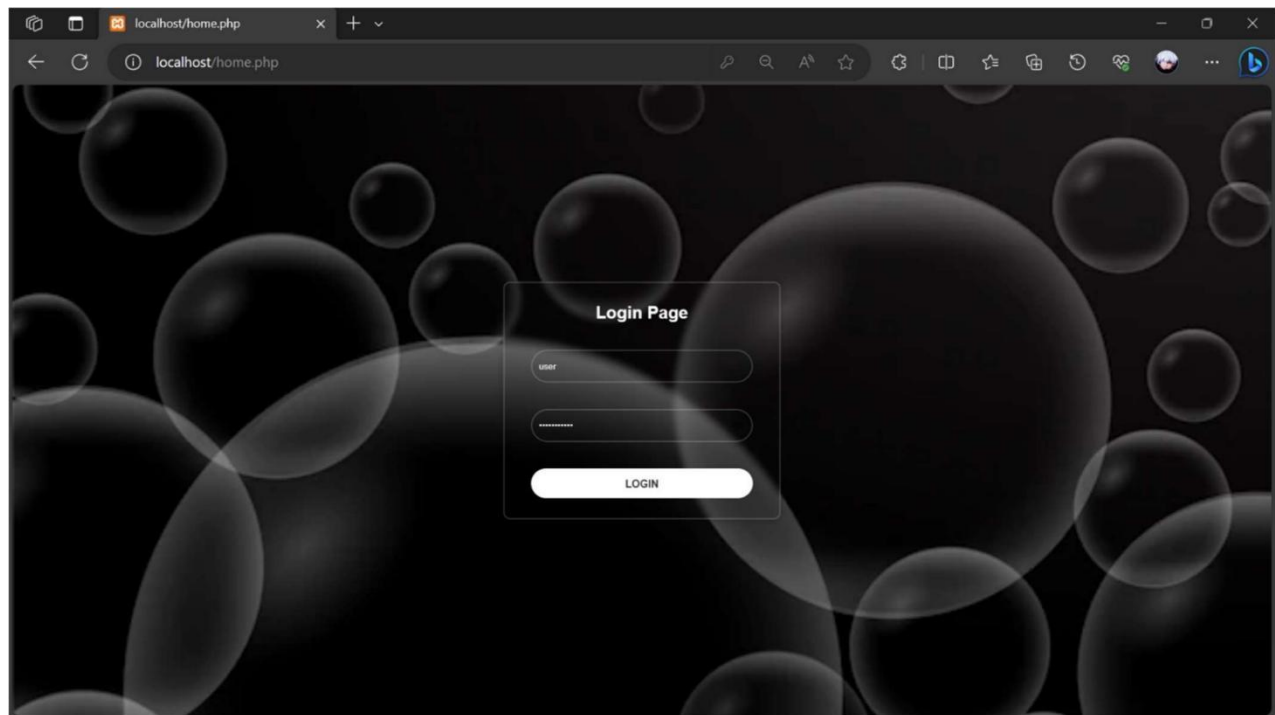 localhost/home.php
localhost/home.php
Login Page
user
•••••••••••
LOGIN